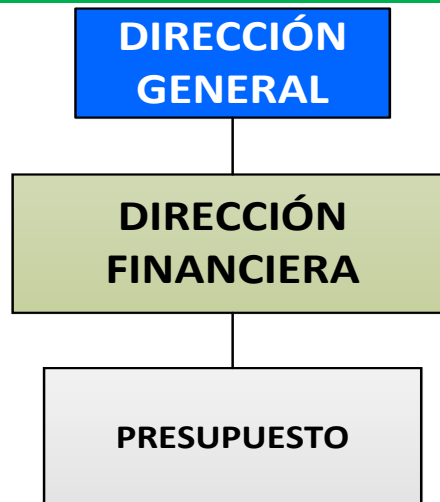 DIRECCIÓN
GENERAL
DIRECCIÓN
FINANCIERA
PRESUPUESTO